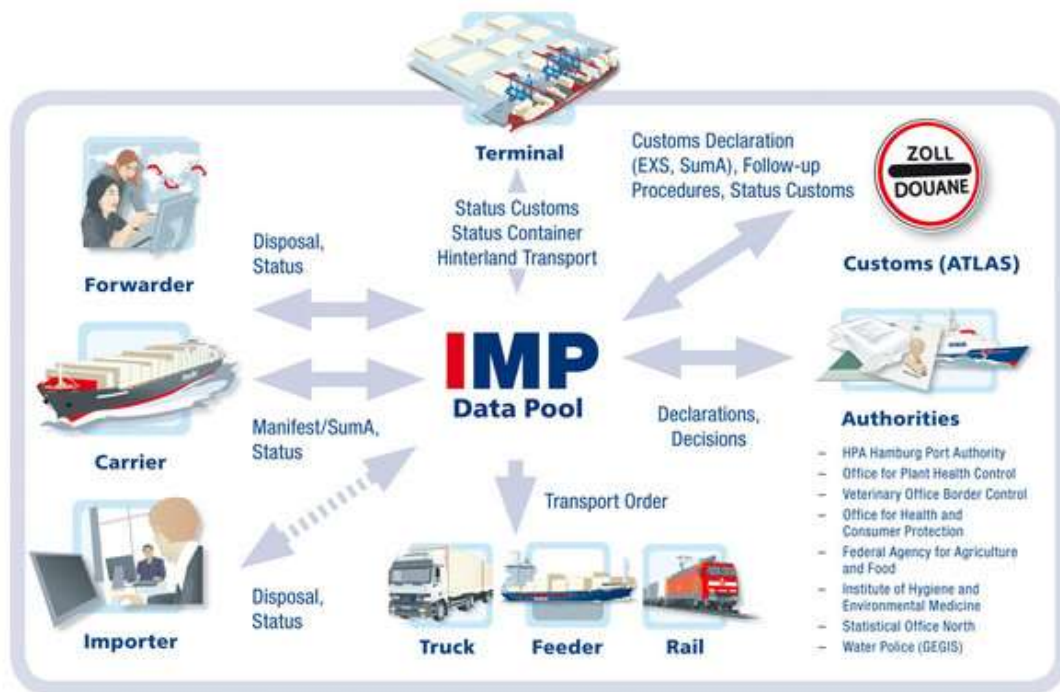 Terminal
Status Customs
Status Container
Hinterland Transport
Customs Declaration
(EXS, SumA), Follow-up
Procedures, Status Customs
ZOLL
DOUANE
Customs (ATLAS)
Forwarder
Disposal,
Status
Carrier
Manifest/SumA,
Status
IMP
Data Pool
Declarations,
Decisions
Authorities
– HPA Hamburg Port Authority
– Office for Plant Health Control
– Veterinary Office Border Control
– Office for Health and
Consumer Protection
– Federal Agency for Agriculture
and Food
– Institute of Hygiene and
Environmental Medicine
– Statistical Office North
– Water Police (GEGIS)
Importer
Disposal,
Status
Transport Order
Truck
Feeder
Rail